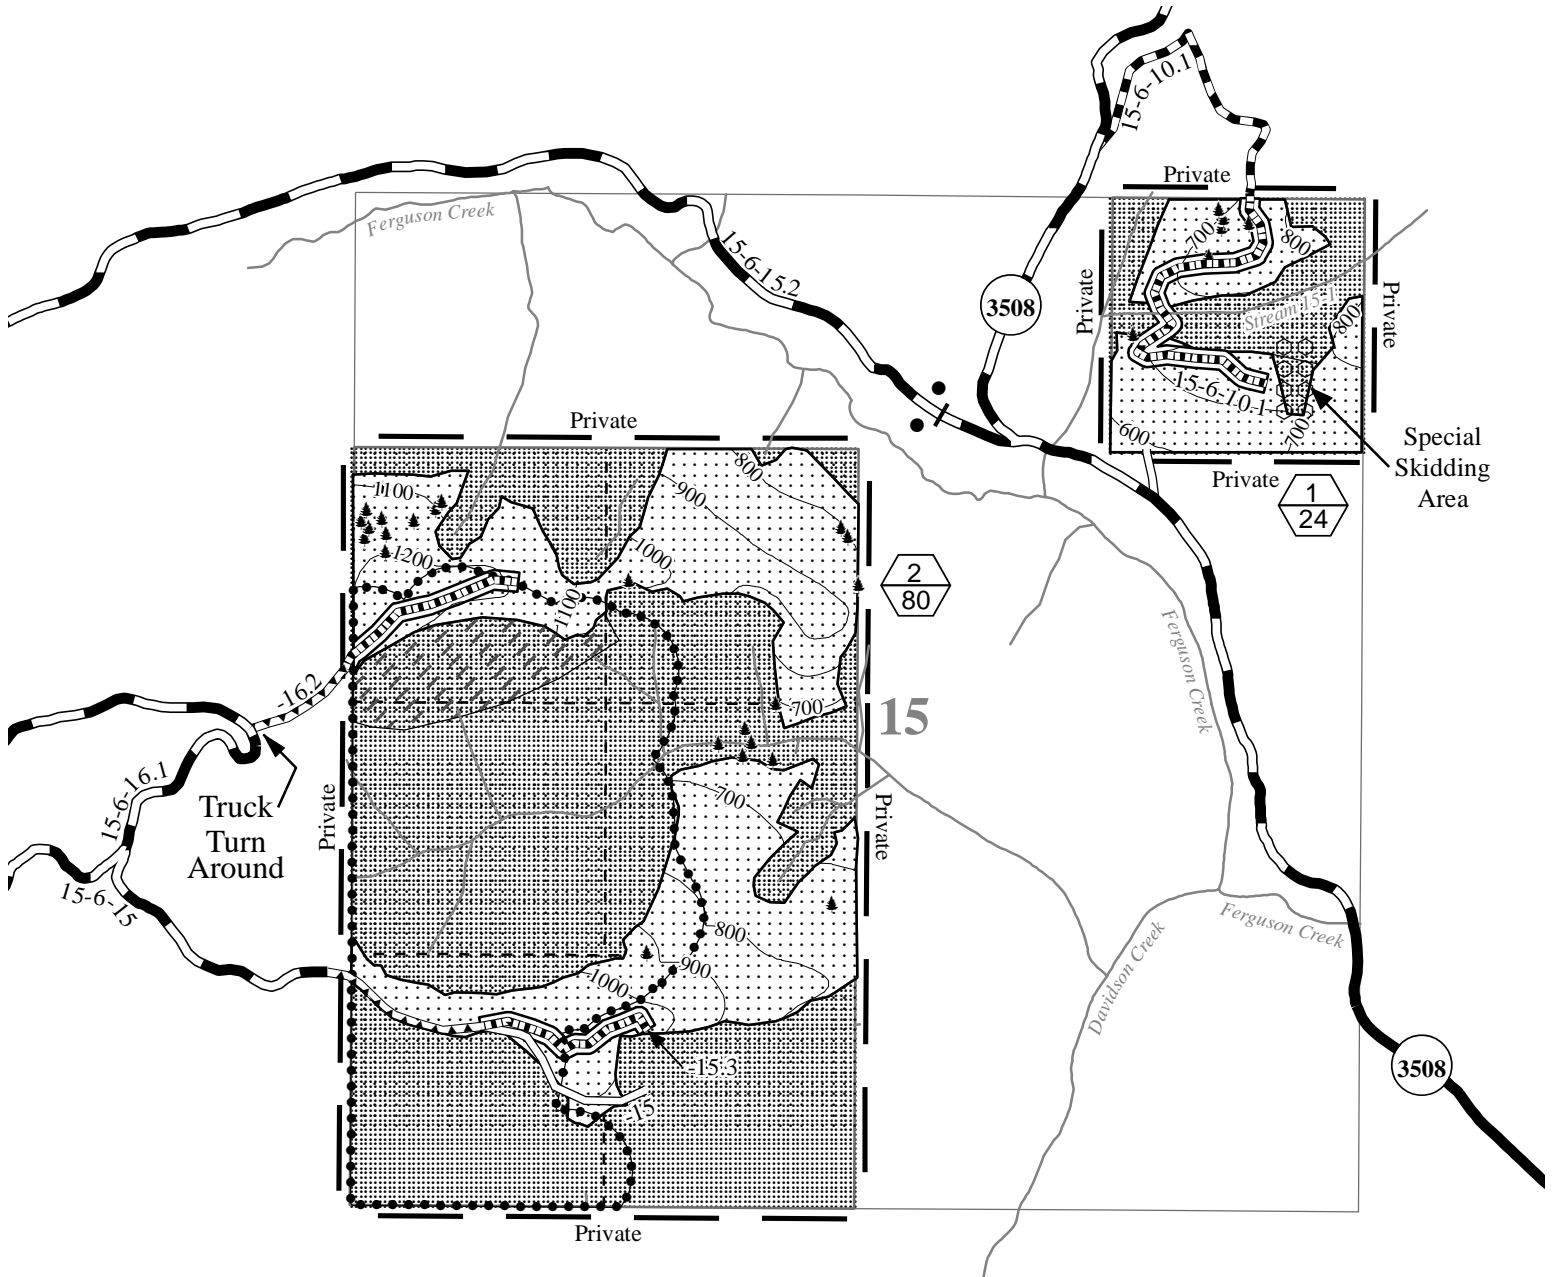 15-6-10.1
Private
Ferguson Creek
700
800
15-6-15.2
3508
Private
Private
Stream 15-1
800
15-6-10.1
700
600
Special
Skidding
Area
Private
1
24
Private
800
900
1100
1200
1000
1100
2
80
Ferguson Creek
-16.2
700
15
15-6-16.1
Truck
Turn
Around
Private
700
Private
15-6-15
800
900
1000
Ferguson Creek
Davidson Creek
-15.3
3508
-15
Private